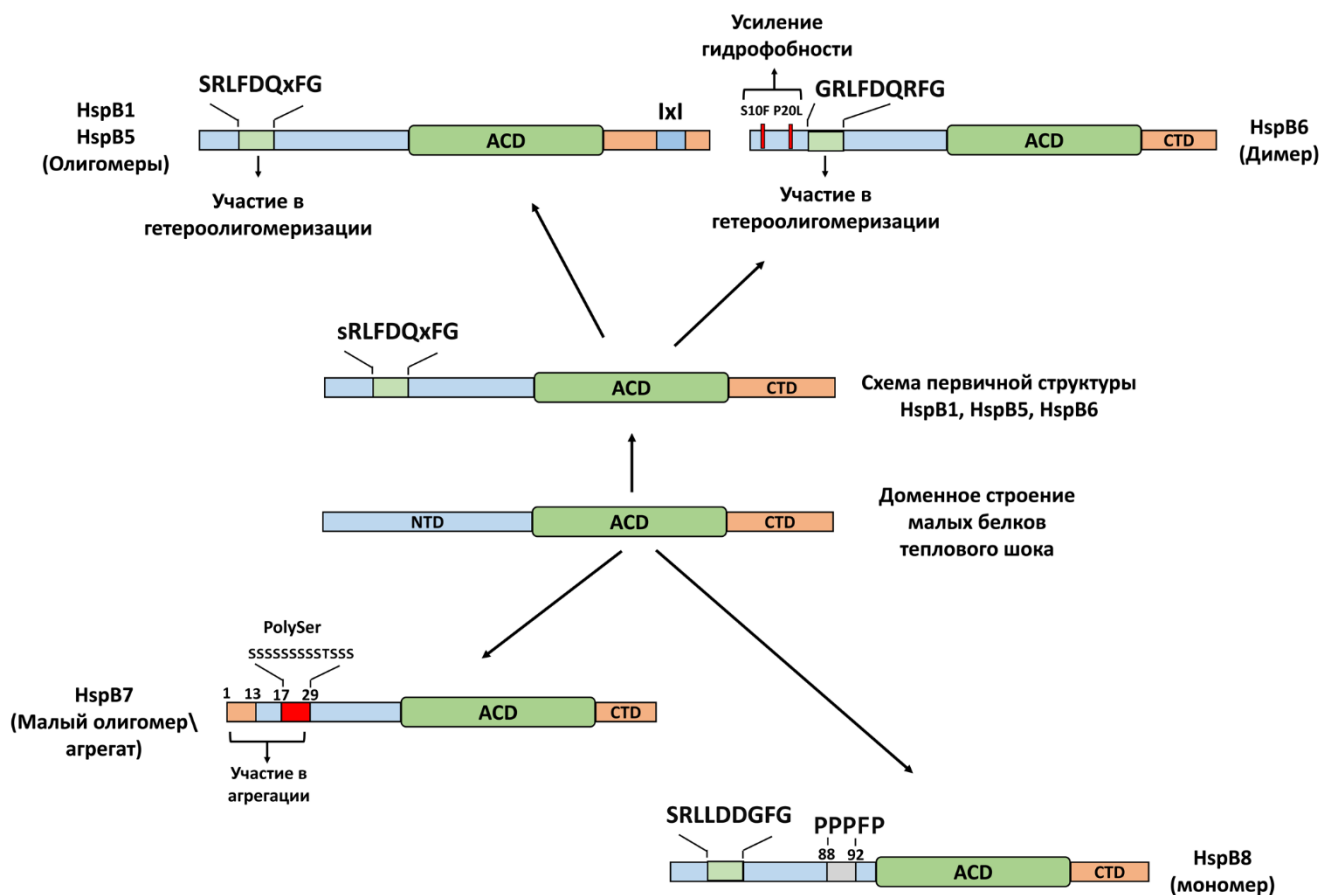 Усиление
гидрофобности
SRLFDQxFG
HspB1
HspB5
(Олигомеры)
IxI
ACD
Участие в
гетероолигомеризации
S10F P20L
GRLFDQRFG
ACD
CTD
HspB6
(Димер)
Участие в
гетероолигомеризации
sRLFDQxFG
ACD
CTD
Схема первичной структуры
HspB1, HspB5, HspB6
NTD
ACD
CTD
Доменное строение
малых белков
теплового шока
PolySer
SSSSSSSSSTSSS
1 13 17 29
HspB7
(Малый олигомер\
агрегат)
ACD
CTD
Участие в
агрегации
SRLLDDGFG
PPPFP
88 92
ACD
CTD
HspB8
(мономер)